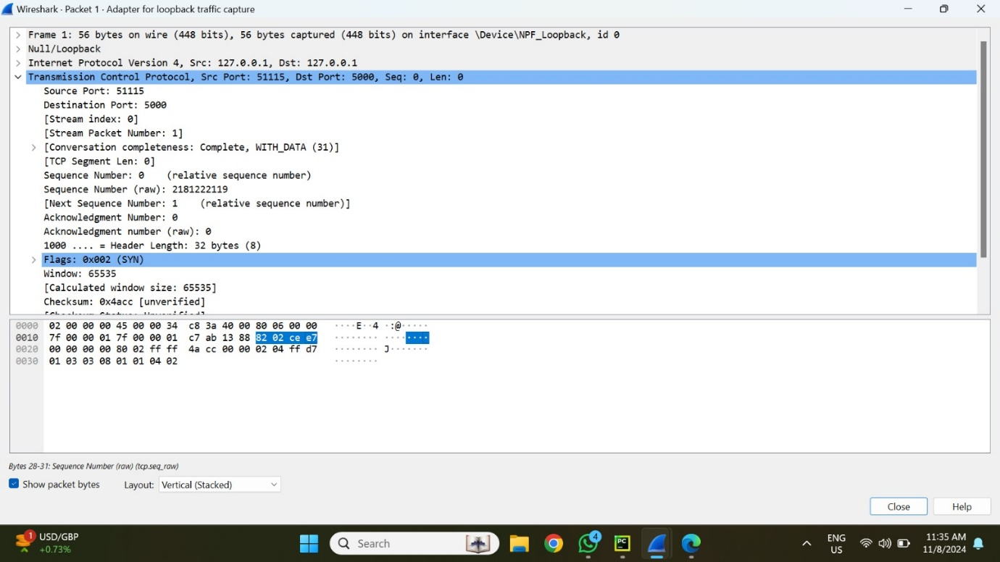 Wireshark · Packet 1 · Adapter for loopback traffic capture
Frame 1: 56 bytes on wire (448 bits), 56 bytes captured (448 bits) on interface \Device\NPF_Loopback, id 0
Null/Loopback
Internet Protocol Version 4, Src: 127.0.0.1, Dst: 127.0.0.1
Transmission Control Protocol, Src Port: 51115, Dst Port: 5000, Seq: 0, Len: 0
Source Port: 51115
Destination Port: 5000
[Stream index: 0]
[Stream Packet Number: 1]
[Conversation completeness: Complete, WITH_DATA (31)]
[TCP Segment Len: 0]
Sequence Number: 0    (relative sequence number)
Sequence Number (raw): 2181222119
[Next Sequence Number: 1    (relative sequence number)]
Acknowledgment Number: 0
Acknowledgment number (raw): 0
1000 .... = Header Length: 32 bytes (8)
Flags: 0x002 (SYN)
Window: 65535
[Calculated window size: 65535]
Checksum: 0x4acc [unverified]
[Checksum Status: Unverified]
0000 02 00 00 00 45 00 00 34 c8 3a 40 00 80 06 00 00 ····E··4 ·:@·····
0010 7f 00 00 01 7f 00 00 01 c7 ab 13 88 82 02 ce e7 ········ ········
0020 00 00 00 00 80 02 ff ff 4a cc 00 00 02 04 ff d7 ········ J·······
0030 01 03 03 08 01 01 04 02 ········
Bytes 28-31: Sequence Number (raw) (tcp.seq_raw)
Show packet bytes Layout: Vertical (Stacked)
Close Help
1 USD/GBP
+0.73%
Search
4
PC
ENG
US
11:35 AM
11/8/2024